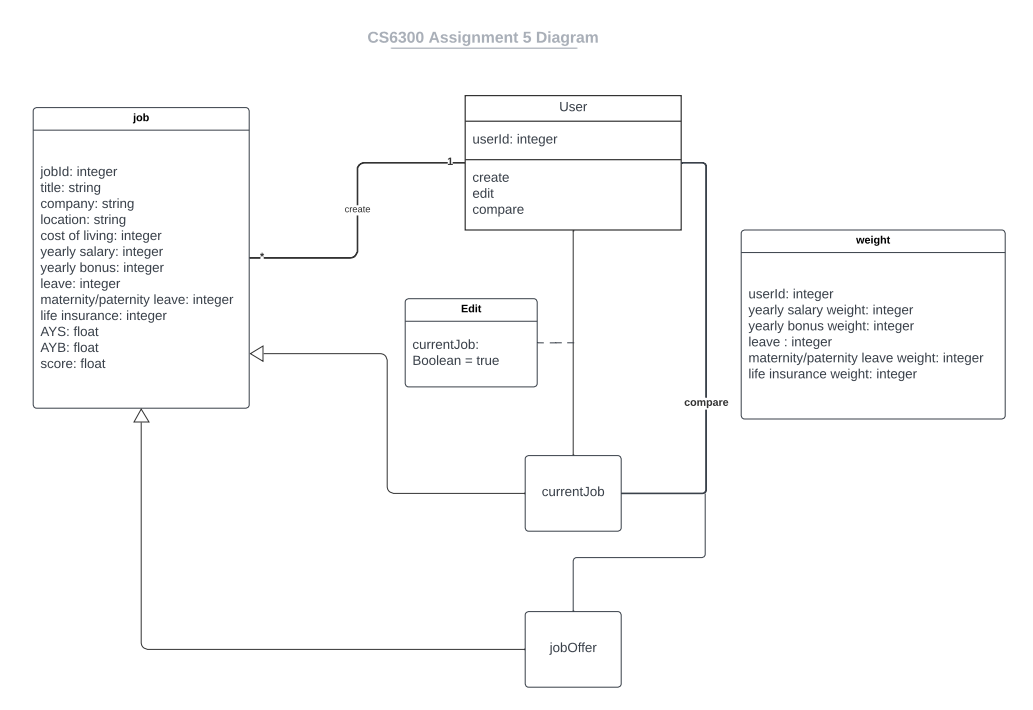 CS6300 Assignment 5 Diagram
job
jobId: integer
title: string
company: string
location: string
cost of living: integer
yearly salary: integer
yearly bonus: integer
leave: integer
maternity/paternity leave: integer
life insurance: integer
AYS: float
AYB: float
score: float
User
userId: integer
create
edit
compare
1
create
*
Edit
currentJob:
Boolean = true
weight
userId: integer
yearly salary weight: integer
yearly bonus weight: integer
leave : integer
maternity/paternity leave weight: integer
life insurance weight: integer
compare
currentJob
jobOffer